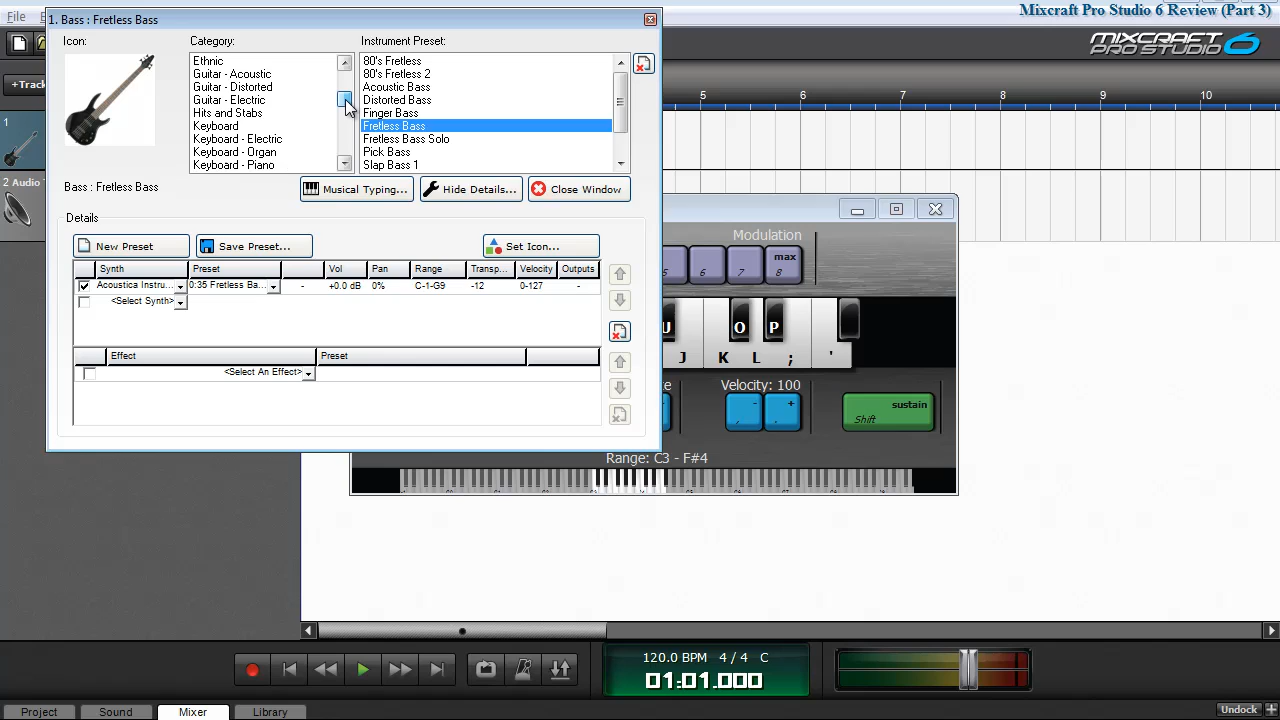 Mixcraft Pro Studio 6 Review (Part 3)
File
1. Bass : Fretless Bass
MIXCRAFT
PRO STUDIO 6
Icon:
Category:
Instrument Preset:
Ethnic
Guitar - Acoustic
Guitar - Distorted
Guitar - Electric
Hits and Stabs
Keyboard
Keyboard - Electric
Keyboard - Organ
Keyboard - Piano
80's Fretless
Acoustic Bass
Distorted Bass
Finger Bass
Fretless Bass
Fretless Bass Solo
Pick Bass
Slap Bass 1
+Track
1
2 Audio
5
6
7
8
9
10
Bass : Fretless Bass
Musical Typing...
Hide Details...
Close Window
Details
New Preset
Save Preset...
Set Icon...
Synth
Preset
Vol
Pan
Range
Transp...
Velocity
Outputs
Acoustica Instru...
0:35 Fretless Ba...
-
+0.0 dB
0%
C-1-G9
-12
0-127
-
<Select Synth>
Effect
Preset
<Select An Effect>
Modulation
5
6
7
max
8
U
O
P
J
K
L
;
'
Velocity: 100
-
+
sustain
Shift
Range: C3 - F#4
120.0 BPM 4 / 4 C
01:01.000
Project
Sound
Mixer
Library
Undock